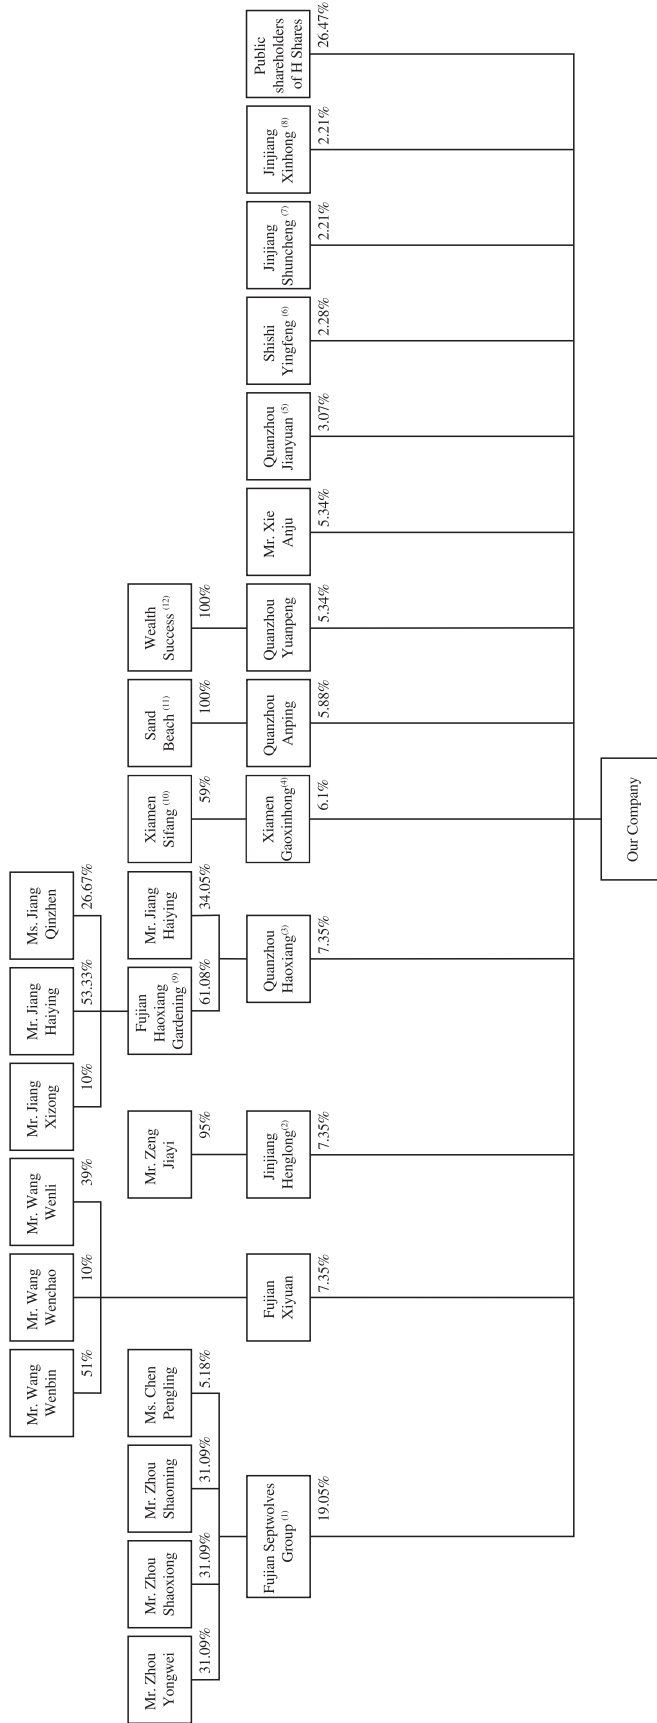 Mr. Wang
Wenbin
51%
Mr. Wang
Wenchao
10%
Mr. Wang
Wenli
39%
Mr. Jiang
Xizong
10%
Mr. Jiang
Haiying
53.33%
Ms. Jiang
Qinzhen
26.67%
Mr. Zhou
Yongwei
31.09%
Mr. Zhou
Shaoxiong
31.09%
Mr. Zhou
Shaoming
31.09%
Ms. Chen
Pengling
5.18%
Mr. Zeng
Jiayi
95%
Fujian
Haoxiang
Gardening (9)
61.08%
Mr. Jiang
Haiying
34.05%
Xiamen
Sifang (10)
59%
Sand
Beach (11)
100%
Wealth
Success (12)
100%
Fujian Septwolves
Group (1)
19.05%
Fujian
Xiyuan
7.35%
Jinjiang
Henglong(2)
7.35%
Quanzhou
Haoxiang(3)
7.35%
Xiamen
Gaoxinhong(4)
6.1%
Quanzhou
Anping
5.88%
Quanzhou
Yuanpeng
5.34%
Mr. Xie
Anju
5.34%
Quanzhou
Jianyuan (5)
3.07%
Shishi
Yingfeng (6)
2.28%
Jinjiang
Shuncheng (7)
2.21%
Jinjiang
Xinhong (8)
2.21%
Public
shareholders
of H Shares
26.47%
Our Company